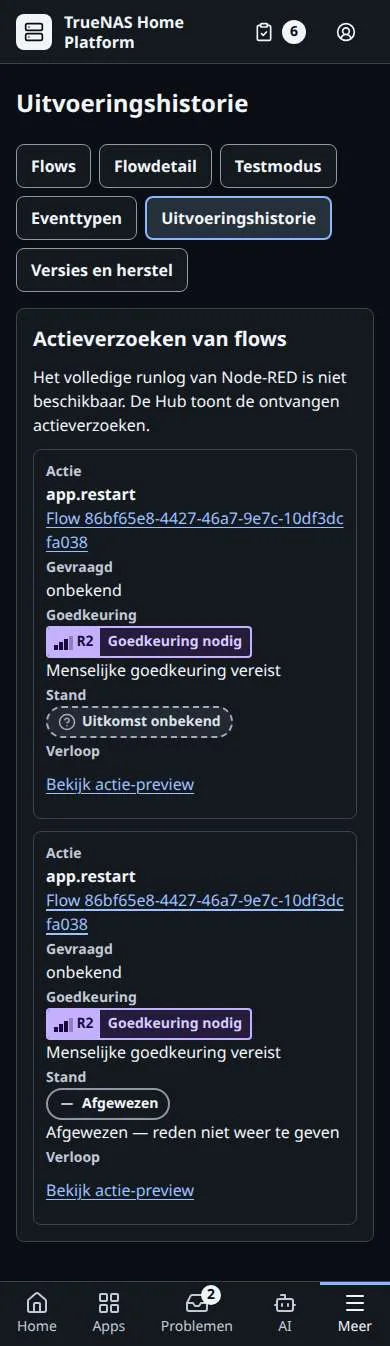 TrueNAS Home
Platform
6
Uitvoeringshistorie
Flows
Flowdetail
Testmodus
Eventtypen
Uitvoeringshistorie
Versies en herstel
Actieverzoeken van flows
Het volledige runlog van Node-RED is niet
beschikbaar. De Hub toont de ontvangen
actieverzoeken.
Actie
app.restart
Flow 86bf65e8-4427-46a7-9e7c-10df3dc
fa038
Gevraagd
onbekend
Goedkeuring
R2 Goedkeuring nodig
Menselijke goedkeuring vereist
Stand
Uitkomst onbekend
Verloop
Bekijk actie-preview
Actie
app.restart
Flow 86bf65e8-4427-46a7-9e7c-10df3dc
fa038
Gevraagd
onbekend
Goedkeuring
R2 Goedkeuring nodig
Menselijke goedkeuring vereist
Stand
Afgewezen
Afgewezen — reden niet weer te geven
Verloop
Bekijk actie-preview
2
Home
Apps
Problemen
AI
Meer